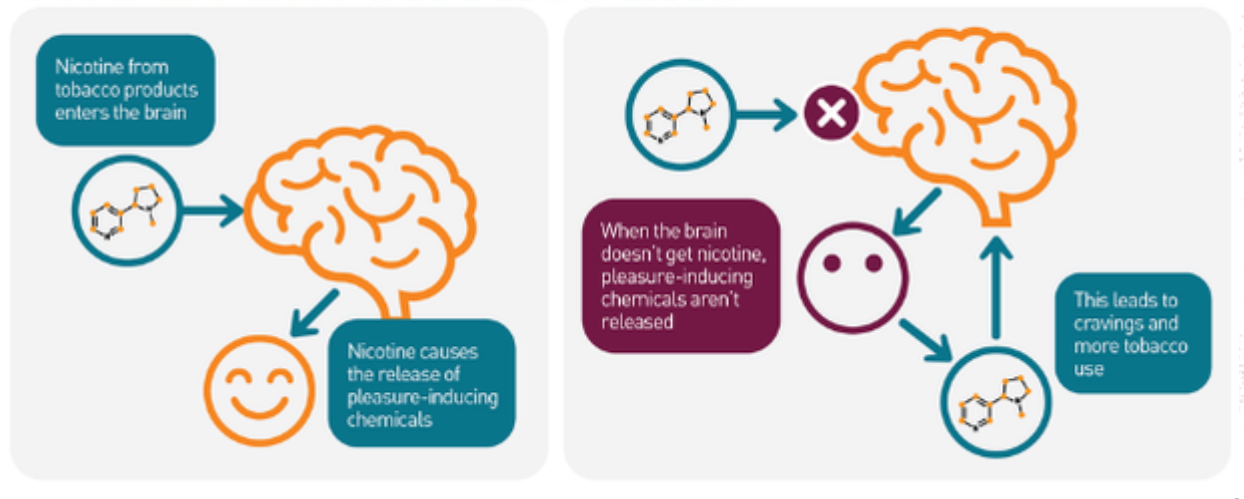 Nicotine from
tobacco products
enters the brain
Nicotine causes
the release of
pleasure-inducing
chemicals
When the brain
doesn't get nicotine,
pleasure-inducing
chemicals aren't
released
This leads to
cravings and
more tobacco
use